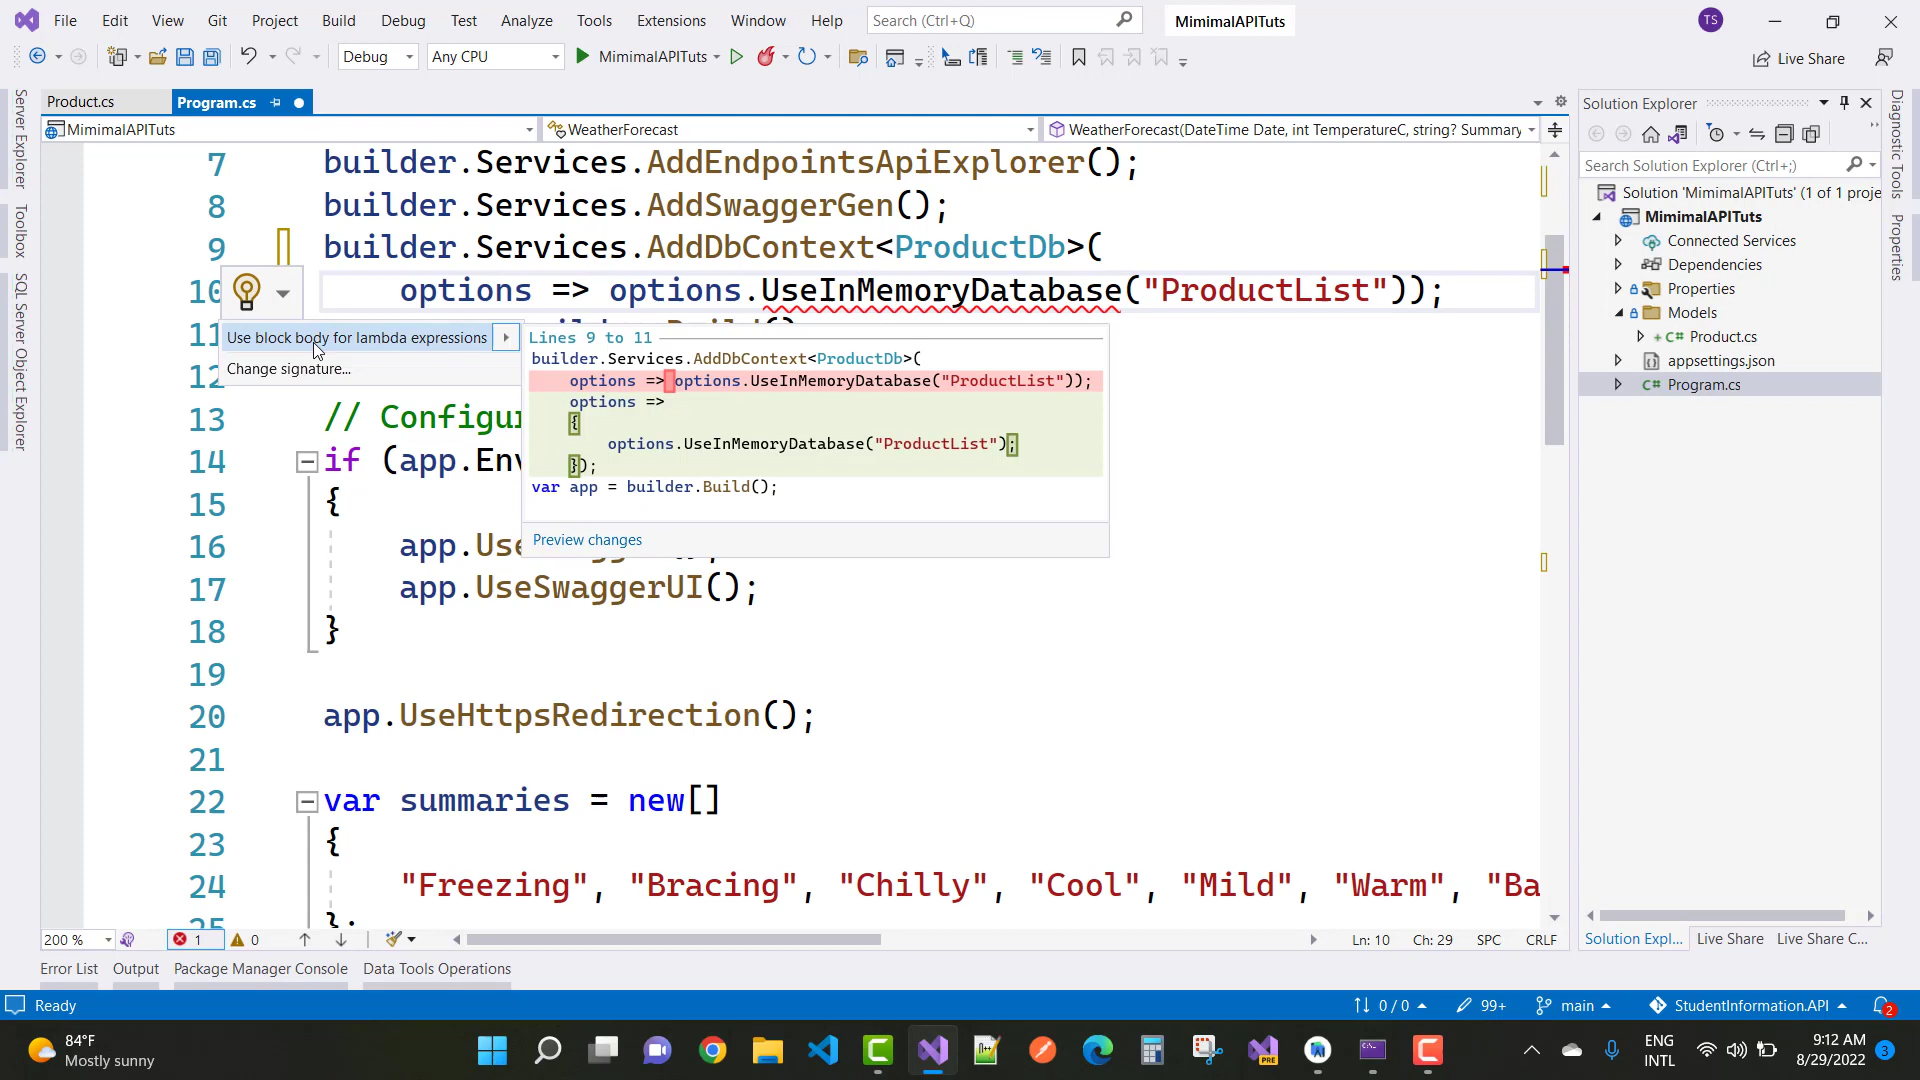 File Edit View Git Project Build Debug Test Analyze Tools Extensions Window Help Search (Ctrl+Q) MimimalAPITuts TS
Debug Any CPU MimimalAPITuts Live Share
Server Explorer
Toolbox
SQL Server Object Explorer
Product.cs Program.cs
MimimalAPITuts WeatherForecast WeatherForecast(DateTime Date, int TemperatureC, string? Summary
7 builder.Services.AddEndpointsApiExplorer();
8 builder.Services.AddSwaggerGen();
9 builder.Services.AddDbContext<ProductDb>(
10 options => options.UseInMemoryDatabase("ProductList"));
11
12
13 // Configur
14 if (app.Env
15 {
16 app.Use
17 app.UseSwaggerUI();
18 }
19
20 app.UseHttpsRedirection();
21
22 var summaries = new[]
23 {
24 "Freezing", "Bracing", "Chilly", "Cool", "Mild", "Warm", "Ba
25 };
Use block body for lambda expressions
Change signature...
Lines 9 to 11
builder.Services.AddDbContext<ProductDb>(
options => options.UseInMemoryDatabase("ProductList"));
options =>
{
options.UseInMemoryDatabase("ProductList");
});
var app = builder.Build();
Preview changes
200 % 1 0 Ln: 10 Ch: 29 SPC CRLF
Solution Explorer
Search Solution Explorer (Ctrl+;)
Solution 'MimimalAPITuts' (1 of 1 proje
MimimalAPITuts
Connected Services
Dependencies
Properties
Models
C# Product.cs
appsettings.json
C# Program.cs
Solution Expl... Live Share Live Share C...
Diagnostic Tools
Properties
Error List Output Package Manager Console Data Tools Operations
Ready 0 / 0 99+ main StudentInformation.API 2
84°F
Mostly sunny
PRE
ENG
INTL
9:12 AM
8/29/2022
3